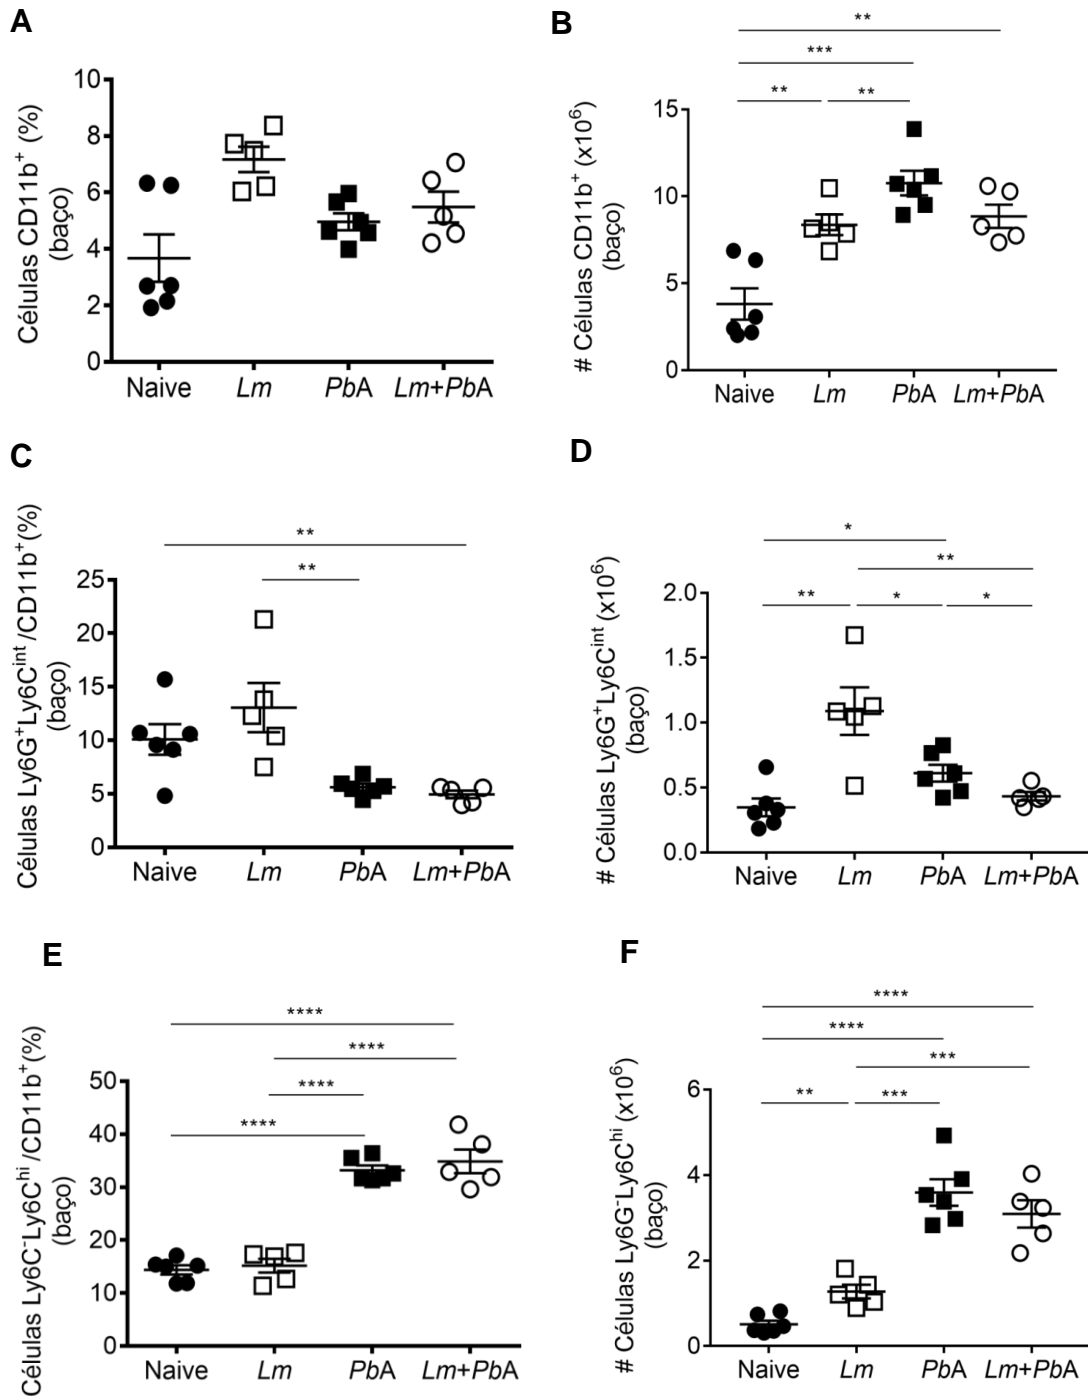 A
Células CD11b⁺ (%)
(baço)
10
8
6
4
2
0
Naive Lm PbA Lm+PbA
B
**
***
** **
# Células CD11b⁺ (x10⁶)
(baço)
15
10
5
0
Naive Lm PbA Lm+PbA
C
**
**
Células Ly6G⁺Ly6Cⁱⁿᵗ /CD11b⁺(%)
(baço)
25
20
15
10
5
0
Naive Lm PbA Lm+PbA
D
*
**
** * *
# Células Ly6G⁺Ly6Cⁱⁿᵗ (x10⁶)
(baço)
2.0
1.5
1.0
0.5
0.0
Naive Lm PbA Lm+PbA
E
****
****
****
****
Células Ly6C⁻Ly6Cʰⁱ /CD11b⁺(%)
(baço)
50
40
30
20
10
0
Naive Lm PbA Lm+PbA
F
****
****
***
** ***
# Células Ly6G⁻Ly6Cʰⁱ (x10⁶)
(baço)
6
4
2
0
Naive Lm PbA Lm+PbA